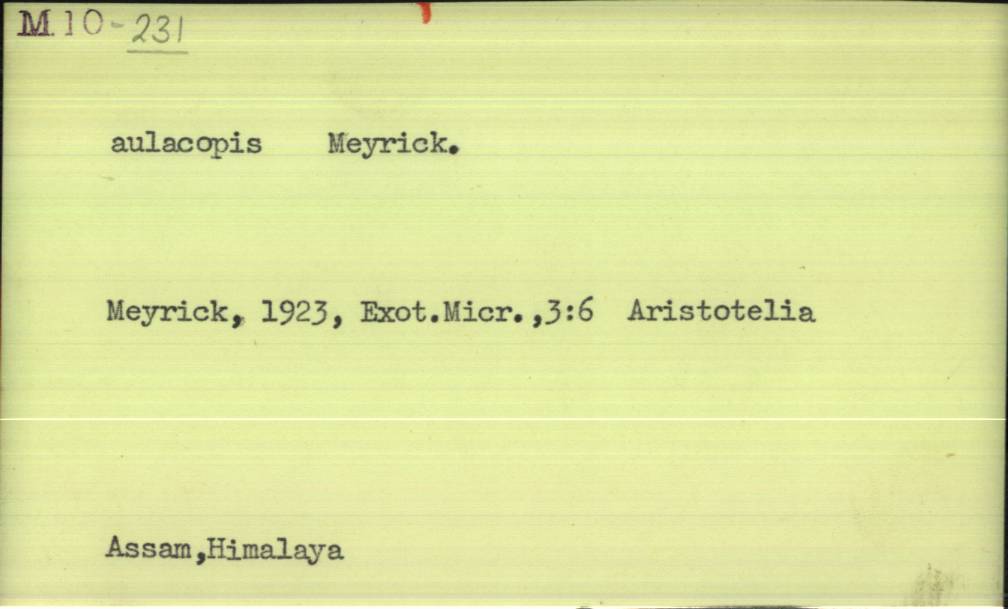 M.10-231
aulacopis Meyrick.
Meyrick, 1923, Exot.Micr.,3:6 Aristotelia
Assam,Himalaya